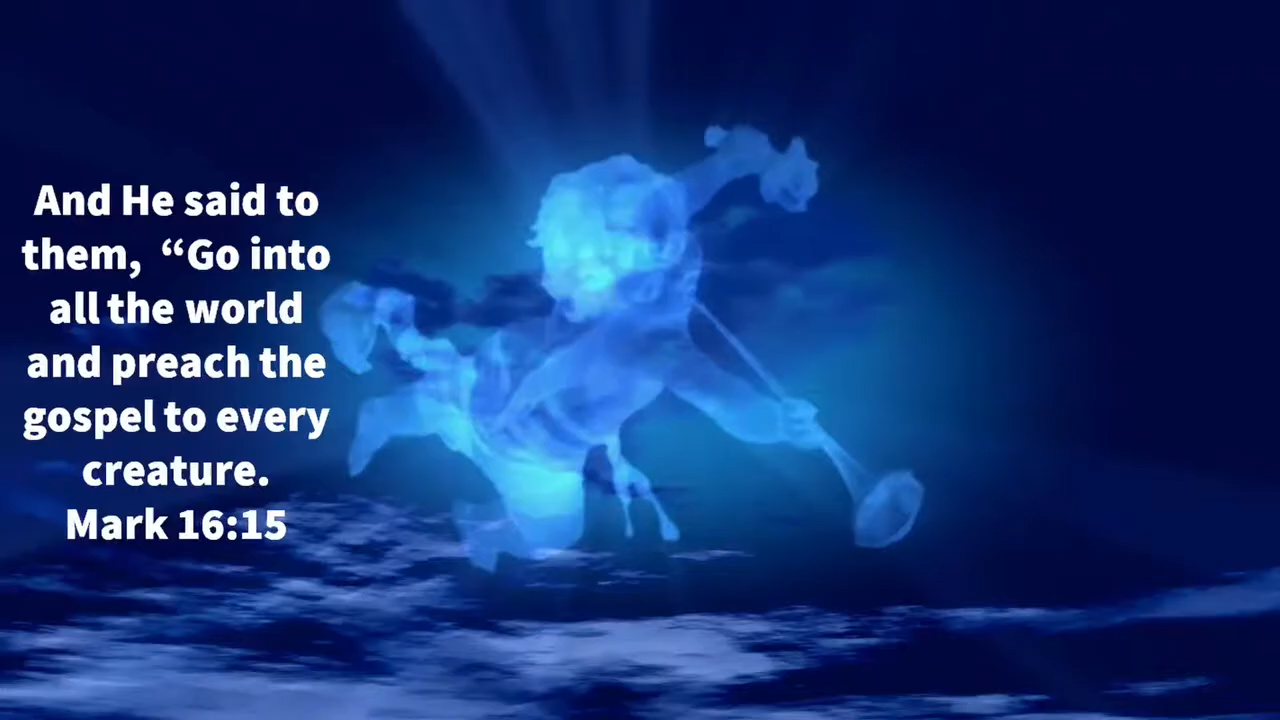 And He said to
them,  “Go into
all the world
and preach the
gospel to every
creature.
Mark 16:15